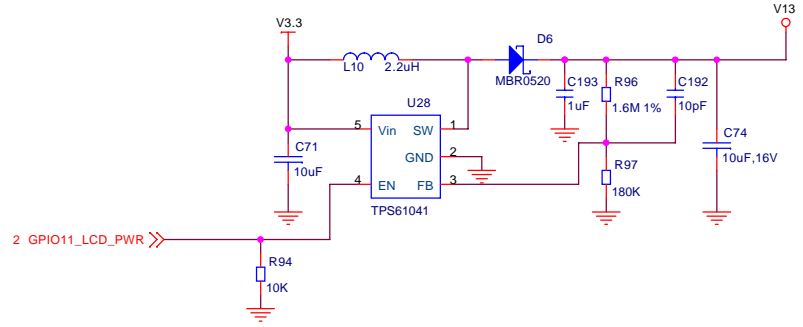 V13
V3.3
D6
L10 2.2uH
MBR0520
C193
1uF
R96
1.6M 1%
C192
10pF
U28
5 Vin SW 1
C71
10uF
GND 2
C74
10uF,16V
4 EN FB 3
R97
180K
TPS61041
2 GPIO11_LCD_PWR
R94
10K